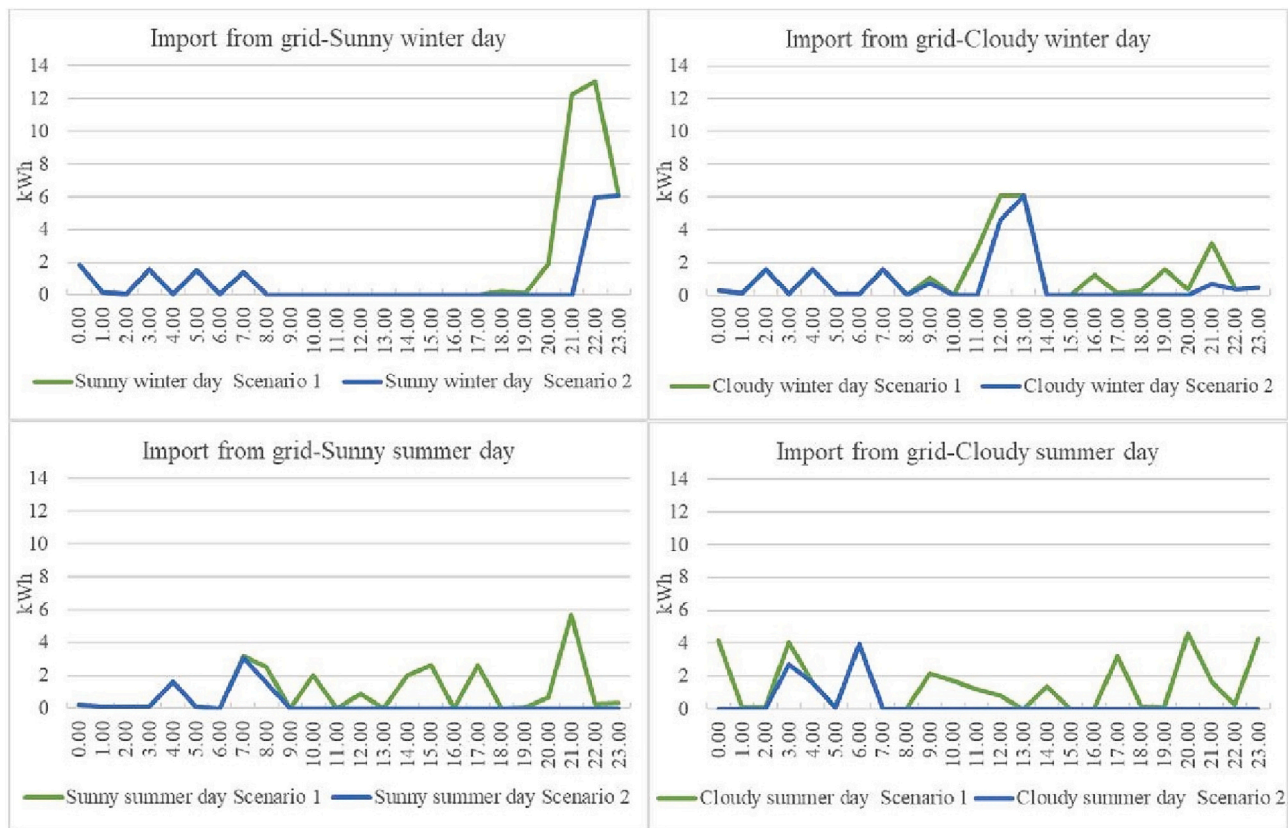 Import from grid-Sunny winter day
14
12
10
8
6
4
2
0
kWh
0.00 1.00 2.00 3.00 4.00 5.00 6.00 7.00 8.00 9.00 10.00 11.00 12.00 13.00 14.00 15.00 16.00 17.00 18.00 19.00 20.00 21.00 22.00 23.00
Sunny winter day Scenario 1 Sunny winter day Scenario 2
Import from grid-Cloudy winter day
14
12
10
8
6
4
2
0
kWh
0.00 1.00 2.00 3.00 4.00 5.00 6.00 7.00 8.00 9.00 10.00 11.00 12.00 13.00 14.00 15.00 16.00 17.00 18.00 19.00 20.00 21.00 22.00 23.00
Cloudy winter day Scenario 1 Cloudy winter day Scenario 2
Import from grid-Sunny summer day
14
12
10
8
6
4
2
0
kWh
0.00 1.00 2.00 3.00 4.00 5.00 6.00 7.00 8.00 9.00 10.00 11.00 12.00 13.00 14.00 15.00 16.00 17.00 18.00 19.00 20.00 21.00 22.00 23.00
Sunny summer day Scenario 1 Sunny summer day Scenario 2
Import from grid-Cloudy summer day
14
12
10
8
6
4
2
0
kWh
0.00 1.00 2.00 3.00 4.00 5.00 6.00 7.00 8.00 9.00 10.00 11.00 12.00 13.00 14.00 15.00 16.00 17.00 18.00 19.00 20.00 21.00 22.00 23.00
Cloudy summer day Scenario 1 Cloudy summer day Scenario 2